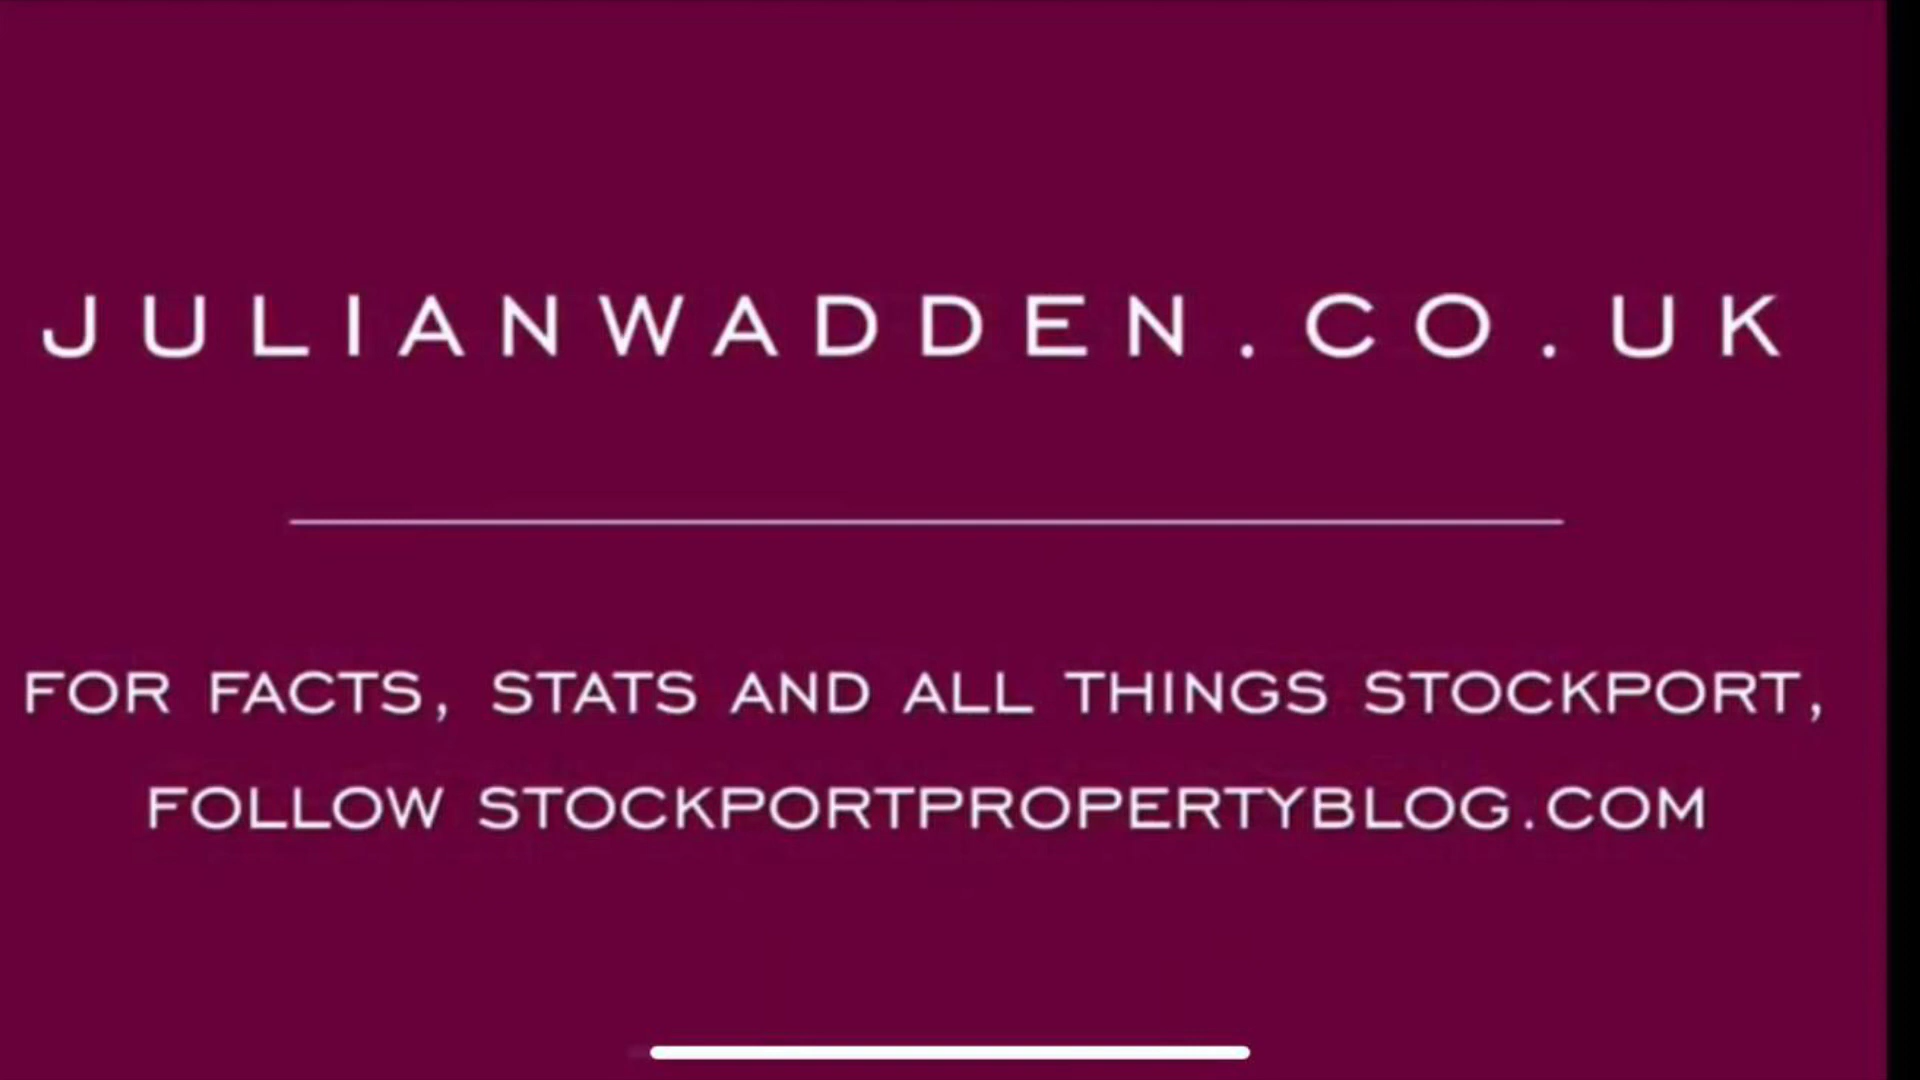 JULIANWADDEN.CO.UK
FOR FACTS, STATS AND ALL THINGS STOCKPORT,
FOLLOW STOCKPORTPROPERTYBLOG.COM